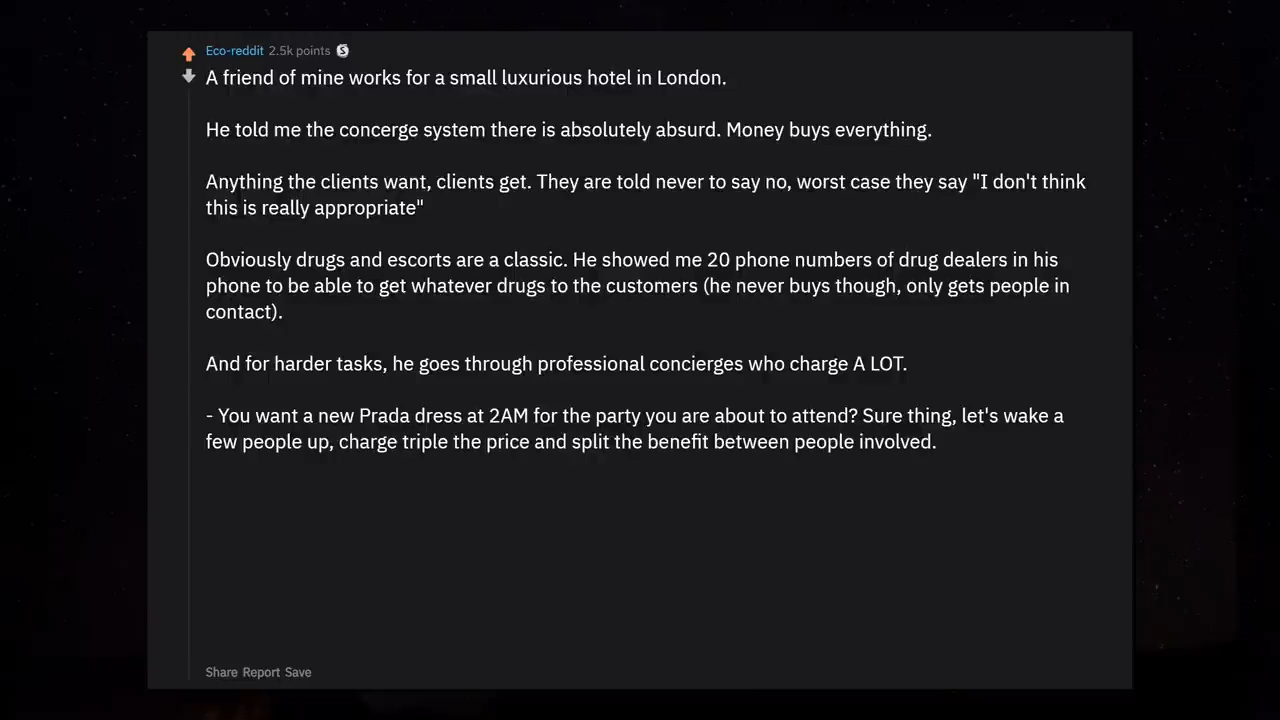 Eco-reddit 2.5k points
A friend of mine works for a small luxurious hotel in London.
He told me the concerge system there is absolutely absurd. Money buys everything.
Anything the clients want, clients get. They are told never to say no, worst case they say "I don't think
this is really appropriate"
Obviously drugs and escorts are a classic. He showed me 20 phone numbers of drug dealers in his
phone to be able to get whatever drugs to the customers (he never buys though, only gets people in
contact).
And for harder tasks, he goes through professional concierges who charge A LOT.
- You want a new Prada dress at 2AM for the party you are about to attend? Sure thing, let's wake a
few people up, charge triple the price and split the benefit between people involved.
Share Report Save